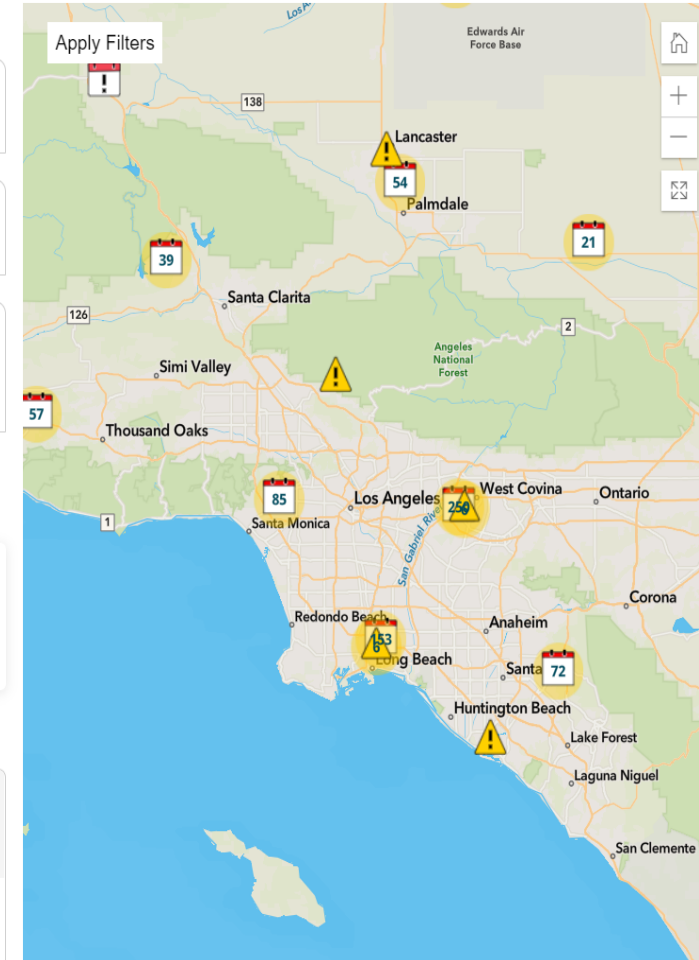 Los A
Edwards Air
Force Base
Apply Filters
!
138
Lancaster
!
54
Palmdale
21
39
Santa Clarita
126
2
Angeles
National
Forest
Simi Valley
!
57
Thousand Oaks
85
West Covina
Los Angeles
Ontario
1
Santa Monica
San Gabriel River
Corona
Redondo Beach
Anaheim
153
6
Long Beach
Santa
72
Huntington Beach
!
Lake Forest
Laguna Niguel
San Clemente